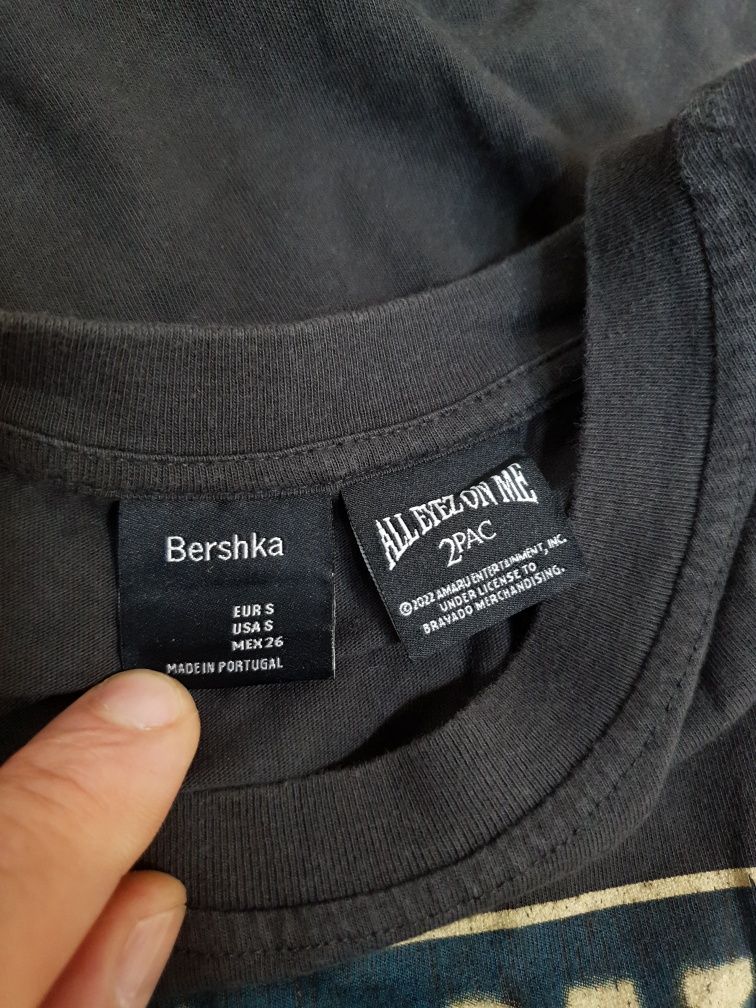 Bershka
EUR S
USA S
MEX 26
MADE IN PORTUGAL
ALL EYEZ ON ME
2PAC
©2022 AMARU ENTERTAINMENT, INC.
UNDER LICENSE TO
BRAVADO MERCHANDISING.